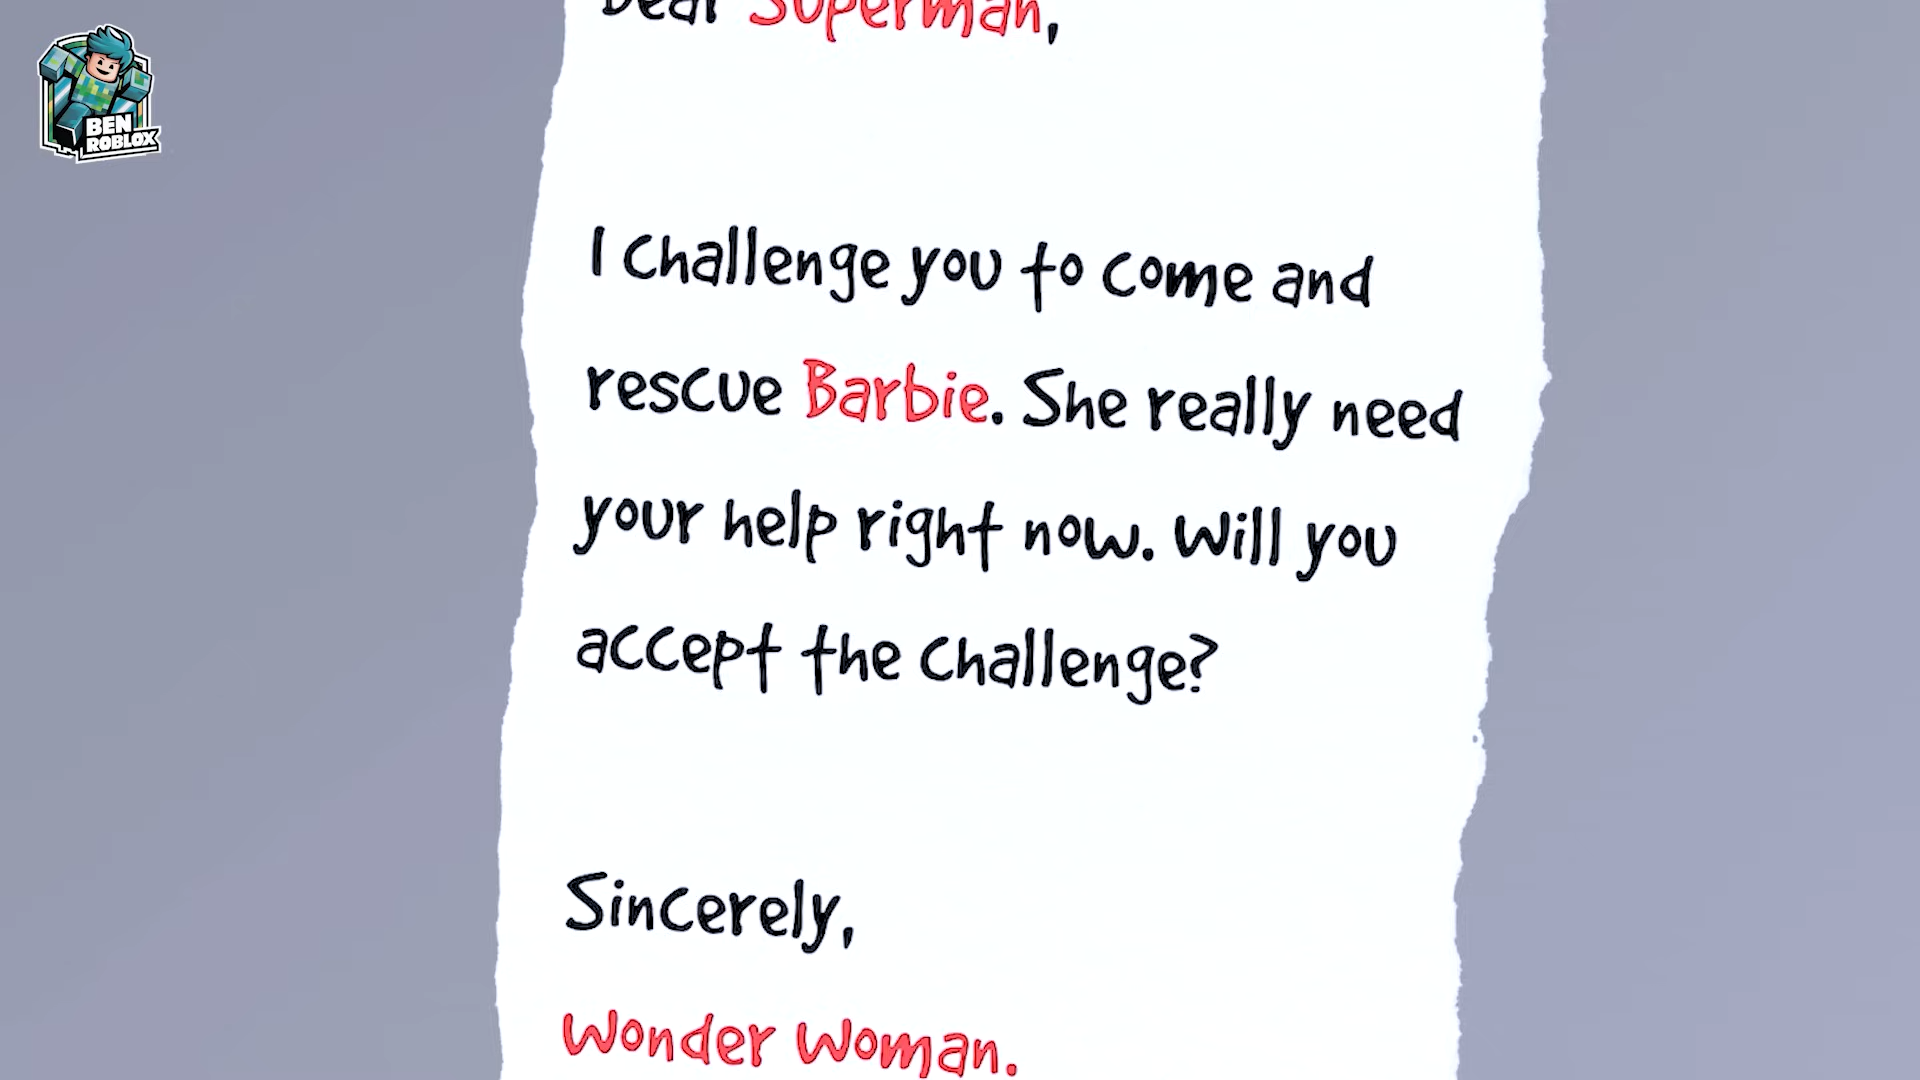 BEN
ROBLOX
Dear Superman,
I challenge you to come and
rescue Barbie. She really need
your help right now. Will you
accept the challenge?
Sincerely,
Wonder Woman.